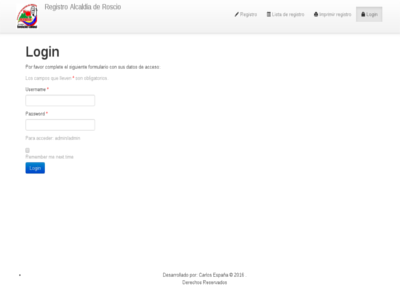 Registro Alcaldia de Roscio
Registro
Lista de registro
Imprimir registro
Login
Login
Por favor complete el siguiente formulario con sus datos de acceso:
Los campos que tienen * son obligatorios.
Username *
Password *
Para acceder: admin/admin.
Remember me next time
Login
Desarrollado por: Carlos España © 2016 .
Derechos Reservados